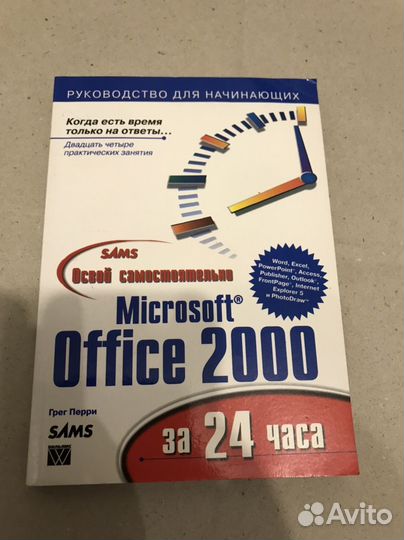 РУКОВОДСТВО ДЛЯ НАЧИНАЮЩИХ
Когда есть время
только на ответы...
Двадцать четыре
практических занятия
SAMS
Освой самостоятельно
Word, Excel,
PowerPoint, Access,
Publisher, Outlook,
FrontPage, Internet
Explorer 5
и PhotoDraw™
Microsoft®
Office 2000
Грег Перри
SAMS
за 24 часа
Avito